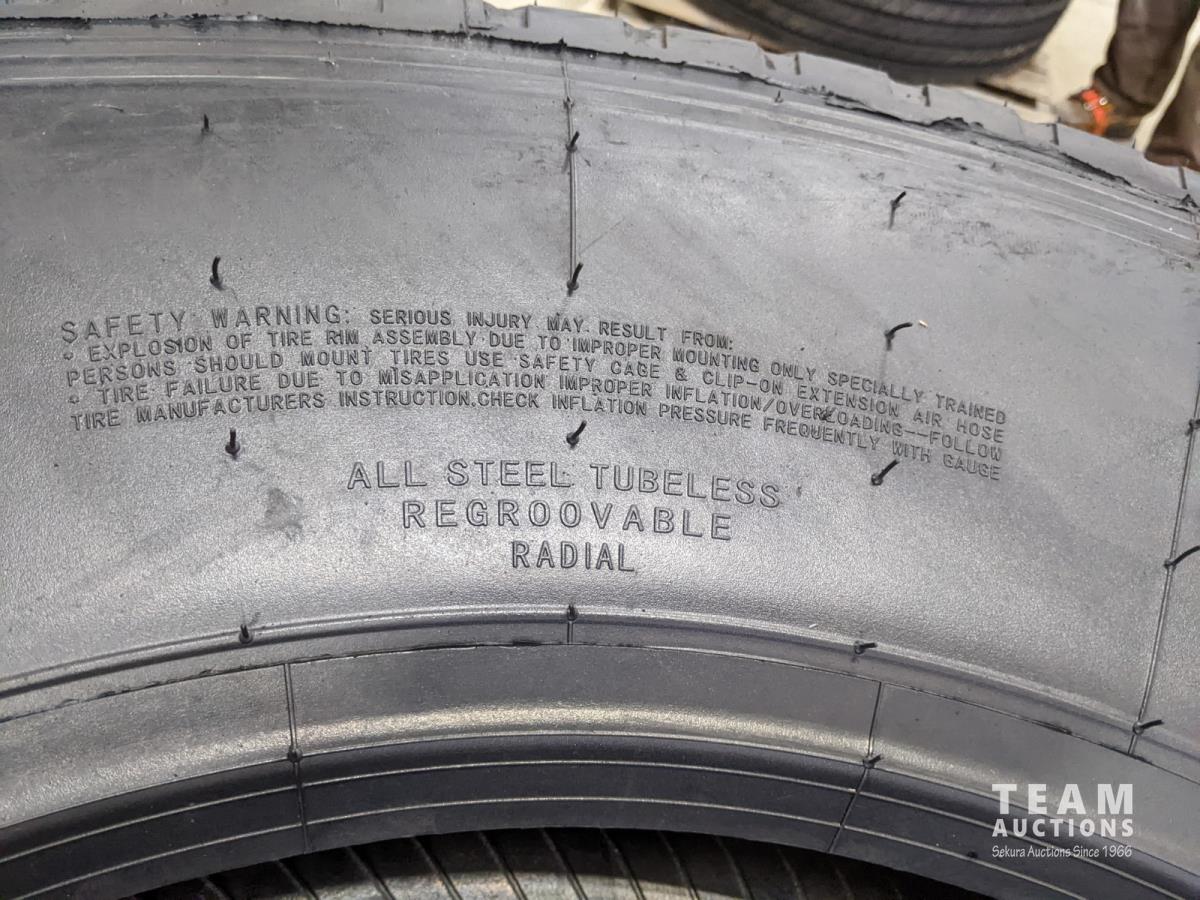 SAFETY WARNING: SERIOUS INJURY MAY RESULT FROM:
• EXPLOSION OF TIRE RIM ASSEMBLY DUE TO IMPROPER MOUNTING ONLY SPECIALLY TRAINED
PERSONS SHOULD MOUNT TIRES USE SAFETY CAGE & CLIP-ON EXTENSION AIR HOSE
• TIRE FAILURE DUE TO MISAPPLICATION IMPROPER INFLATION/OVERLOADING—FOLLOW
TIRE MANUFACTURERS INSTRUCTION.CHECK INFLATION PRESSURE FREQUENTLY WITH GAUGE
ALL STEEL TUBELESS
REGROOVABLE
RADIAL
TEAM
AUCTIONS
Sekura Auctions Since 1966